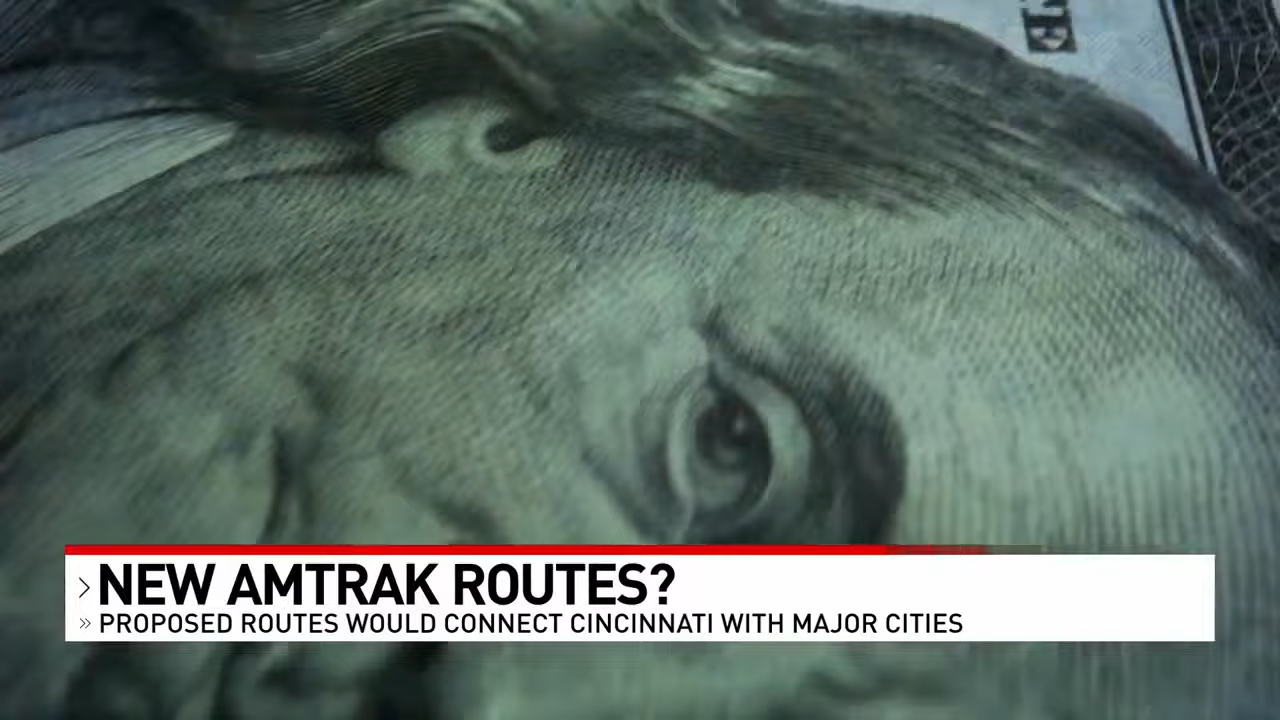 NEW AMTRAK ROUTES?
PROPOSED ROUTES WOULD CONNECT CINCINNATI WITH MAJOR CITIES